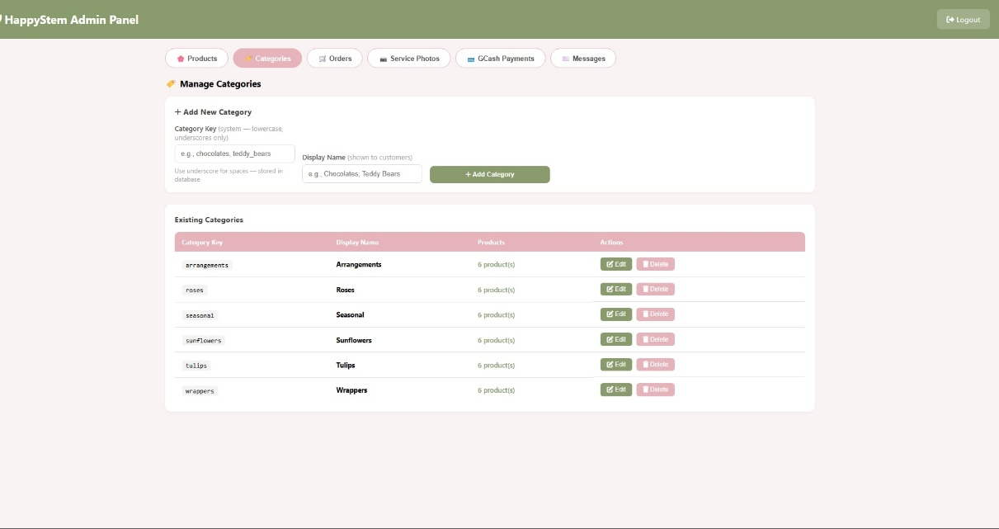 HappyStem Admin Panel
Logout
Products
Categories
Orders
Service Photos
GCash Payments
Messages
Manage Categories
+ Add New Category
Category Key (system — lowercase,
underscores only)
e.g., chocolates, teddy_bears
Use underscore for spaces — stored in
database
Display Name (shown to customers)
e.g., Chocolates, Teddy Bears
+ Add Category
Existing Categories
Category Key Display Name Products Actions
arrangements Arrangements 6 product(s) Edit Delete
roses Roses 6 product(s) Edit Delete
seasonal Seasonal 6 product(s) Edit Delete
sunflowers Sunflowers 6 product(s) Edit Delete
tulips Tulips 6 product(s) Edit Delete
wrappers Wrappers 6 product(s) Edit Delete